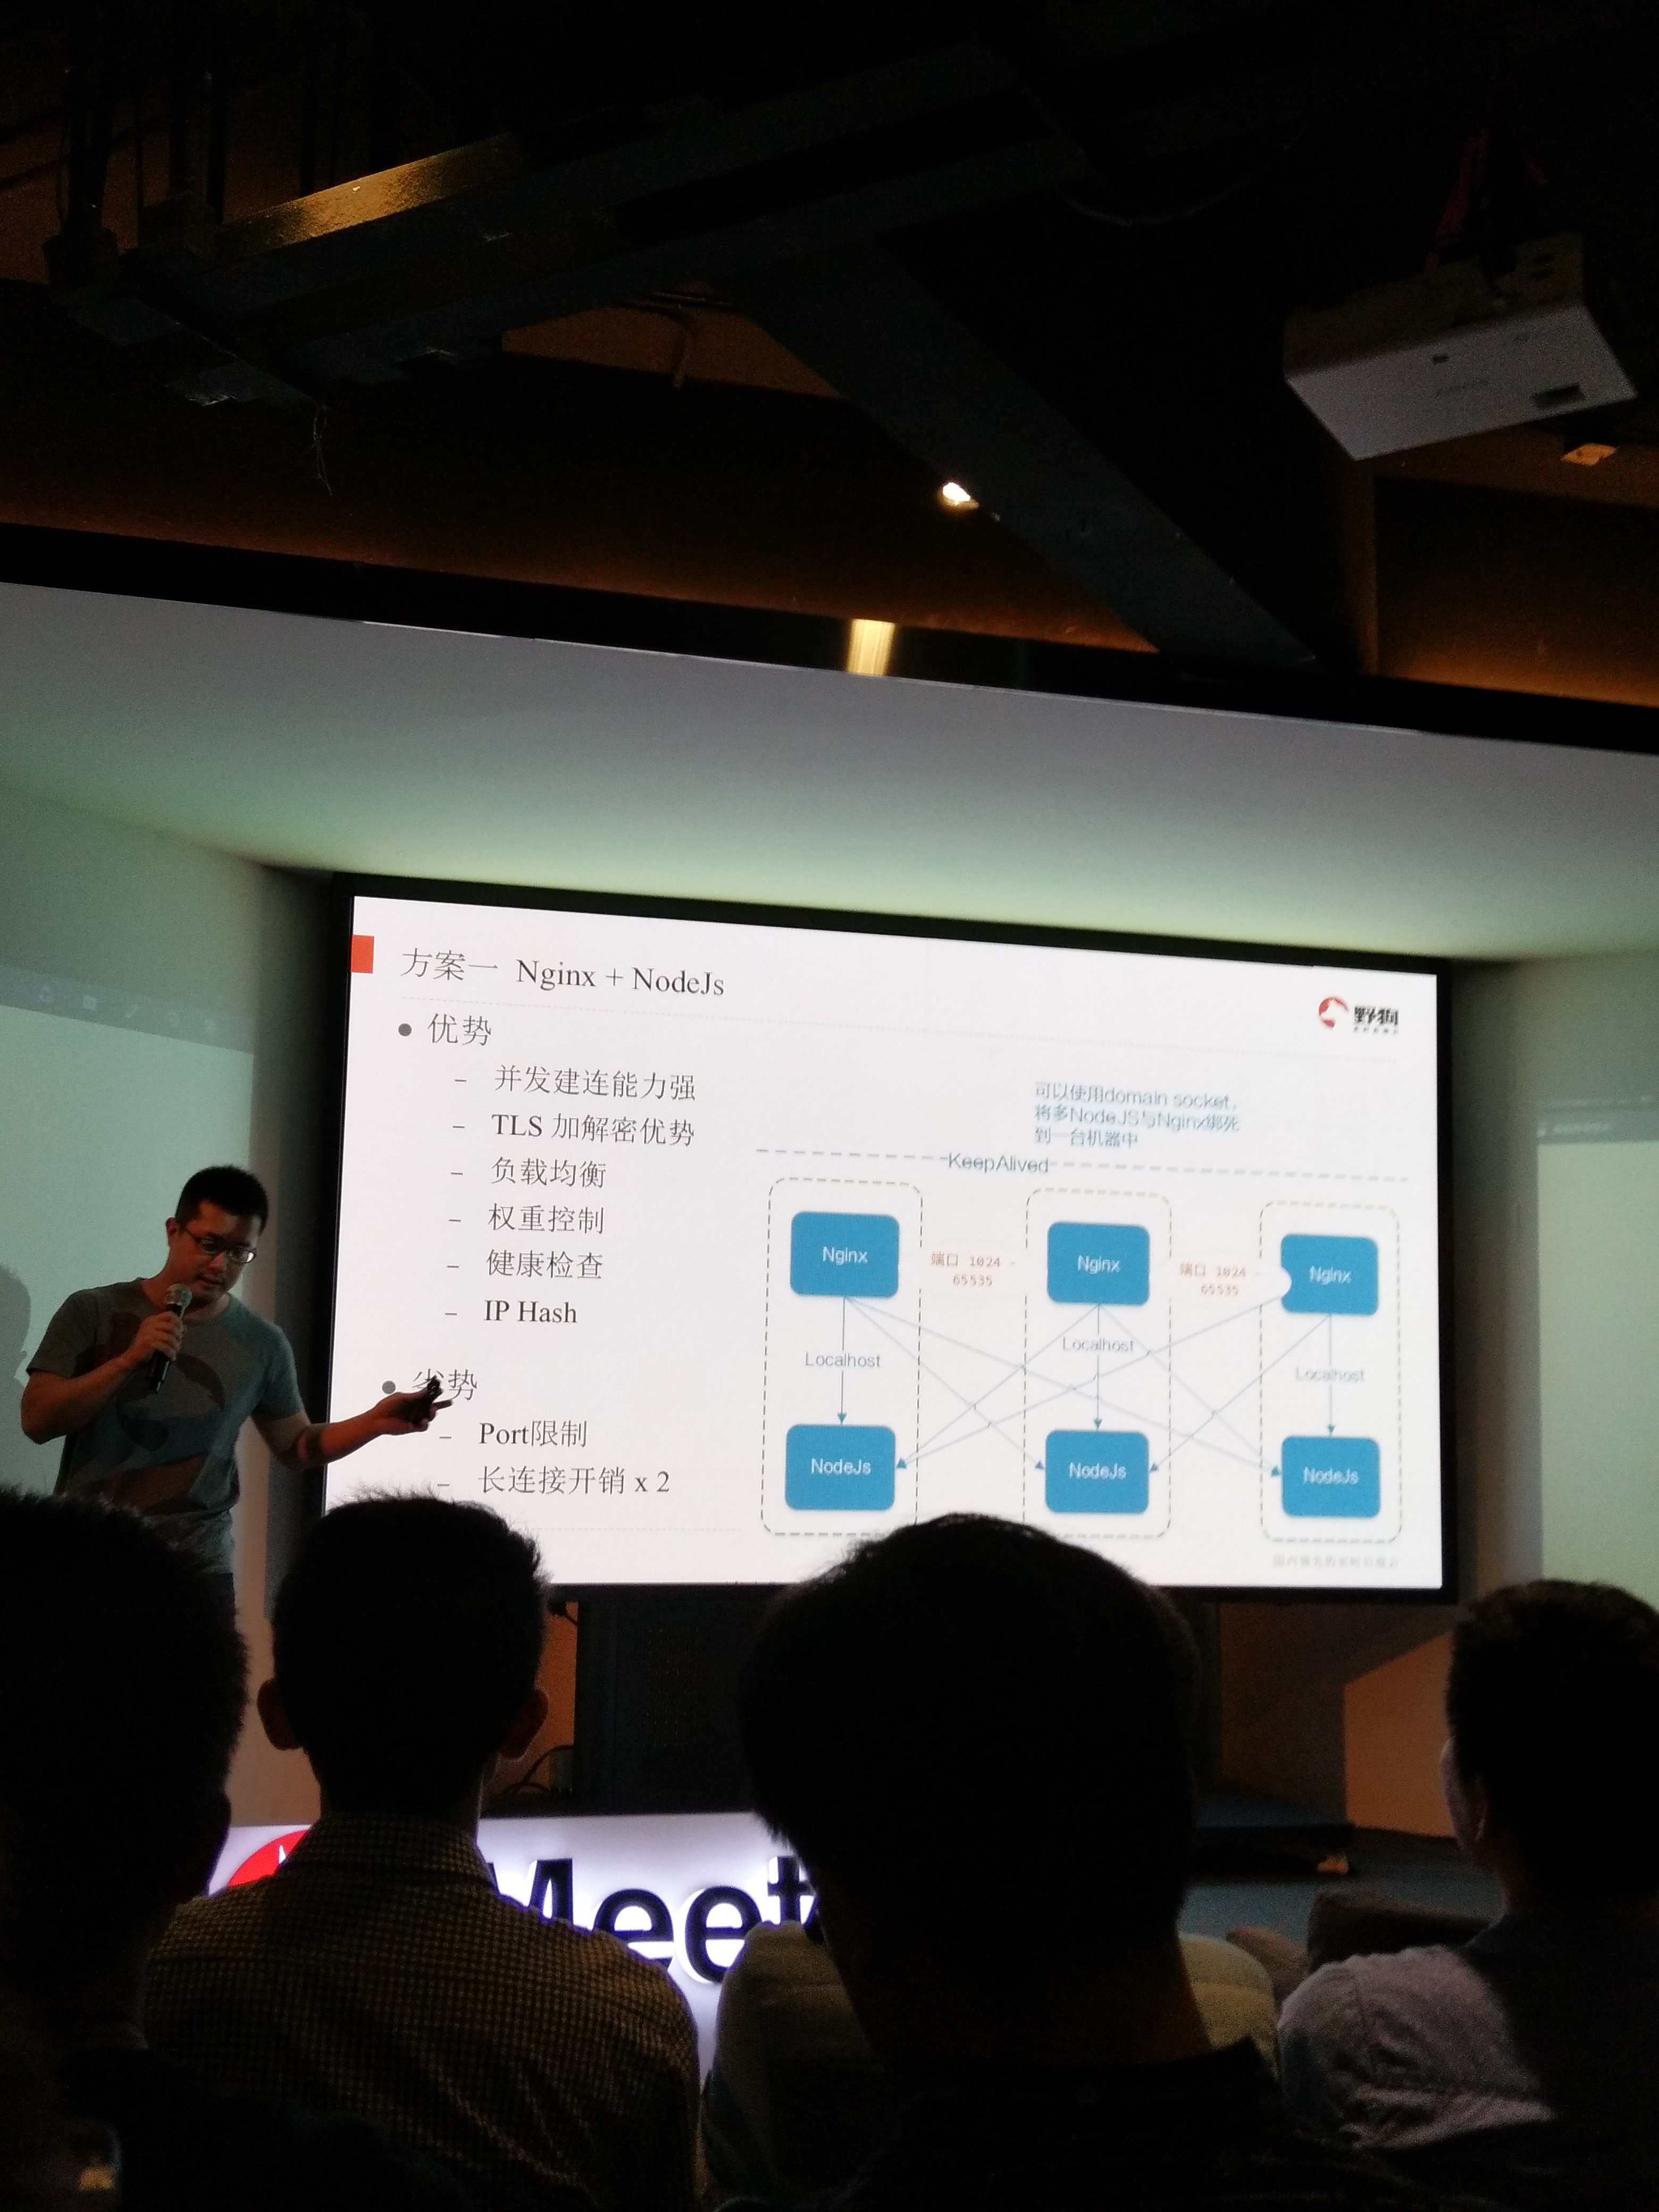 方案一 Nginx + NodeJs
野狗
• 优势
– 并发建连能力强
– TLS 加解密优势
– 负载均衡
– 权重控制
– 健康检查
– IP Hash
• 劣势
– Port限制
– 长连接开销 x 2
可以使用domain socket,
将多NodeJS与Nginx绑死
到一台机器中
KeepAlived
Nginx
端口 1024 -
65535
Nginx
端口 1024 -
65535
Nginx
Localhost
Localhost
Localhost
NodeJs
NodeJs
NodeJs
Meet